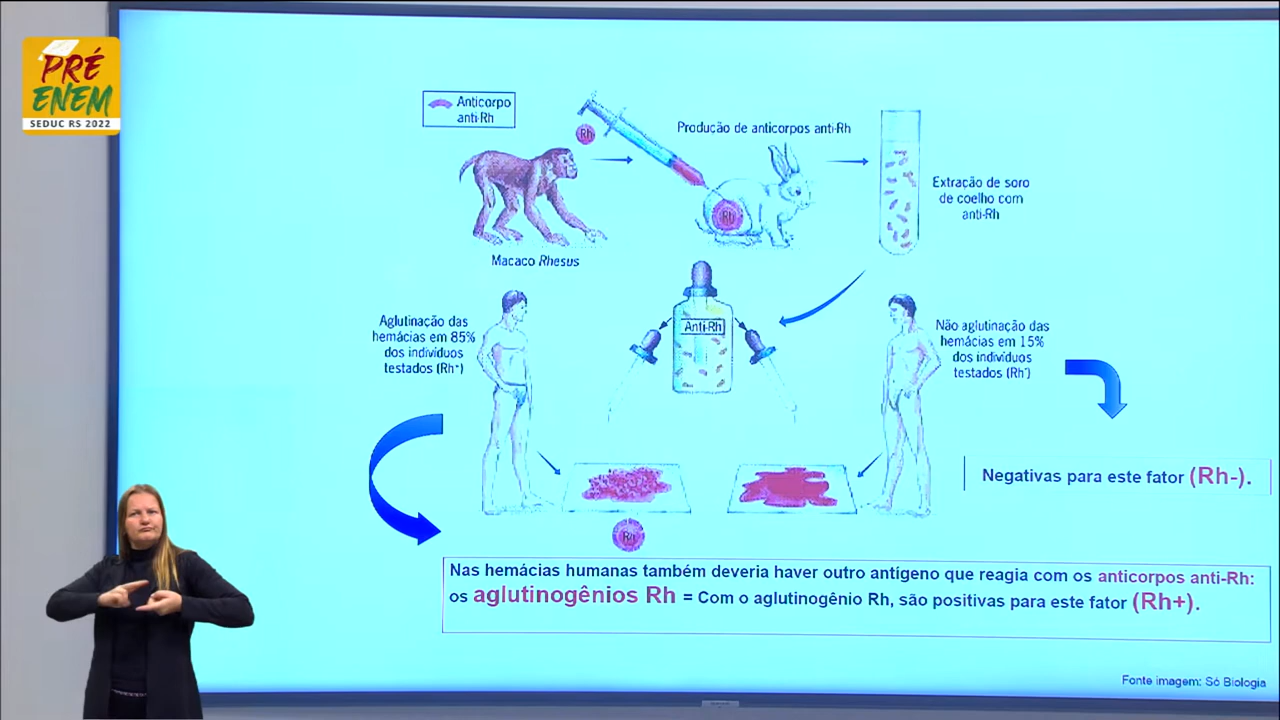 PRÉ
ENEM
SEDUC RS 2022
Anticorpo
anti-Rh
Rh
Produção de anticorpos anti-Rh
Rh
Extração de soro
de coelho com
anti-Rh
Macaco Rhesus
Aglutinação das
hemácias em 85%
dos indivíduos
testados (Rh+)
Anti-Rh
Não aglutinação das
hemácias em 15%
dos indivíduos
testados (Rh-)
Negativas para este fator (Rh-).
Rh
Nas hemácias humanas também deveria haver outro antígeno que reagia com os anticorpos anti-Rh:
os aglutinogênios Rh = Com o aglutinogênio Rh, são positivas para este fator (Rh+).
Fonte imagem: Só Biologia